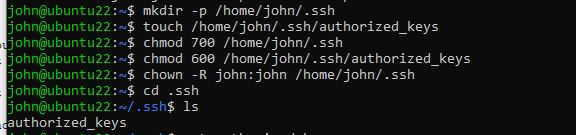 john@ubuntu22:~$ mkdir -p /home/john/.ssh
john@ubuntu22:~$ touch /home/john/.ssh/authorized_keys
john@ubuntu22:~$ chmod 700 /home/john/.ssh
john@ubuntu22:~$ chmod 600 /home/john/.ssh/authorized_keys
john@ubuntu22:~$ chown -R john:john /home/john/.ssh
john@ubuntu22:~$ cd .ssh
john@ubuntu22:~/.ssh$ ls
authorized_keys